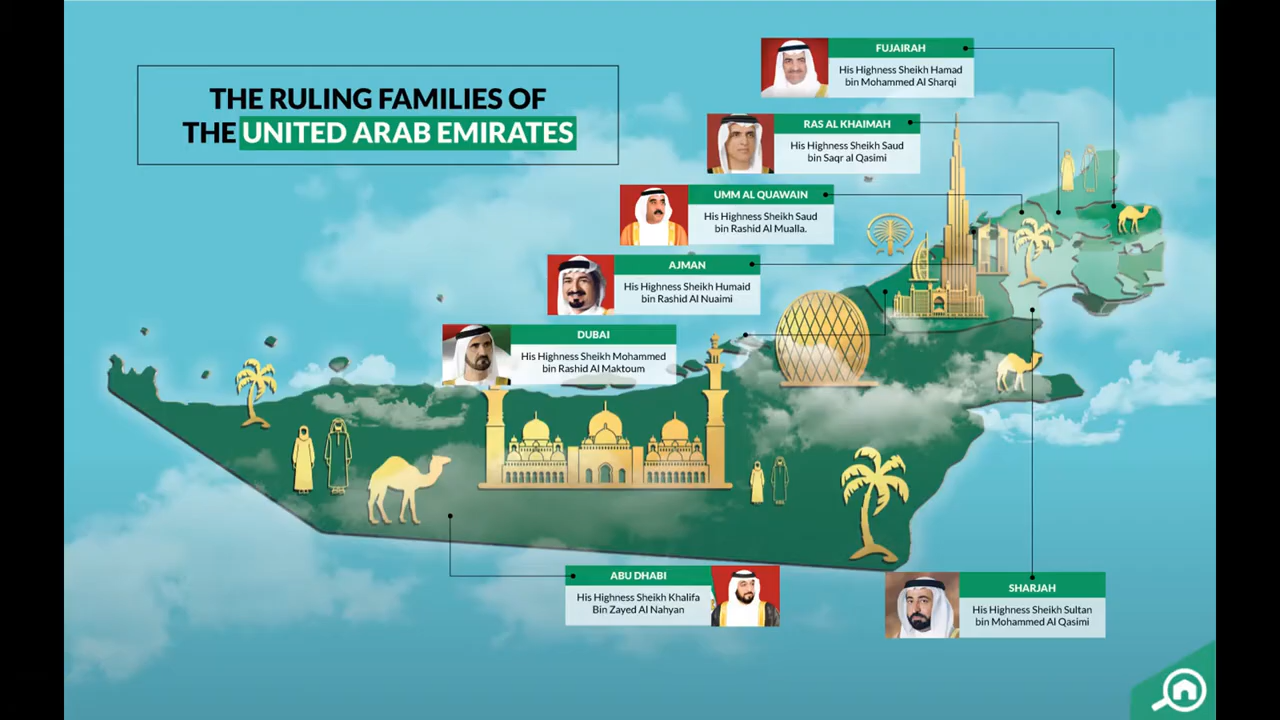 THE RULING FAMILIES OF
THE UNITED ARAB EMIRATES
FUJAIRAH
His Highness Sheikh Hamad
bin Mohammed Al Sharqi
RAS AL KHAIMAH
His Highness Sheikh Saud
bin Saqr al Qasimi
UMM AL QUAWAIN
His Highness Sheikh Saud
bin Rashid Al Mualla.
AJMAN
His Highness Sheikh Humaid
bin Rashid Al Nuaimi
DUBAI
His Highness Sheikh Mohammed
bin Rashid Al Maktoum
ABU DHABI
His Highness Sheikh Khalifa
Bin Zayed Al Nahyan
SHARJAH
His Highness Sheikh Sultan
bin Mohammed Al Qasimi